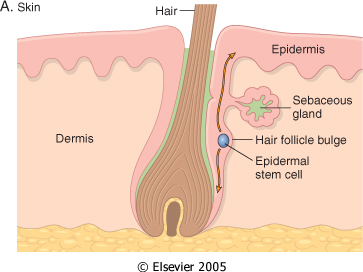 A. Skin
Hair
Epidermis
Sebaceous
gland
Dermis
Hair follicle bulge
Epidermal
stem cell
© Elsevier 2005